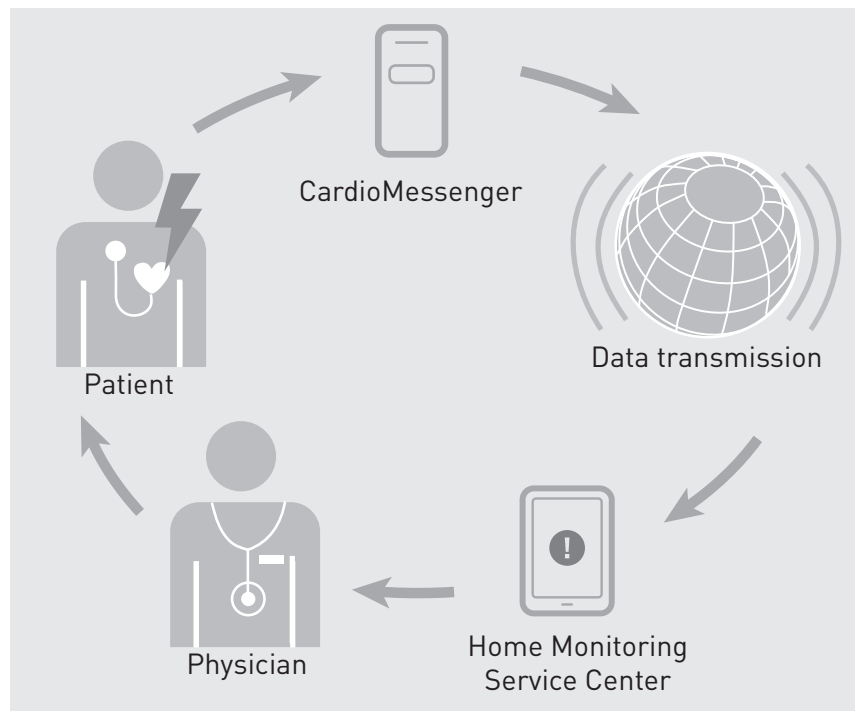 CardioMessenger
Data transmission
Patient
!
Home Monitoring
Service Center
Physician